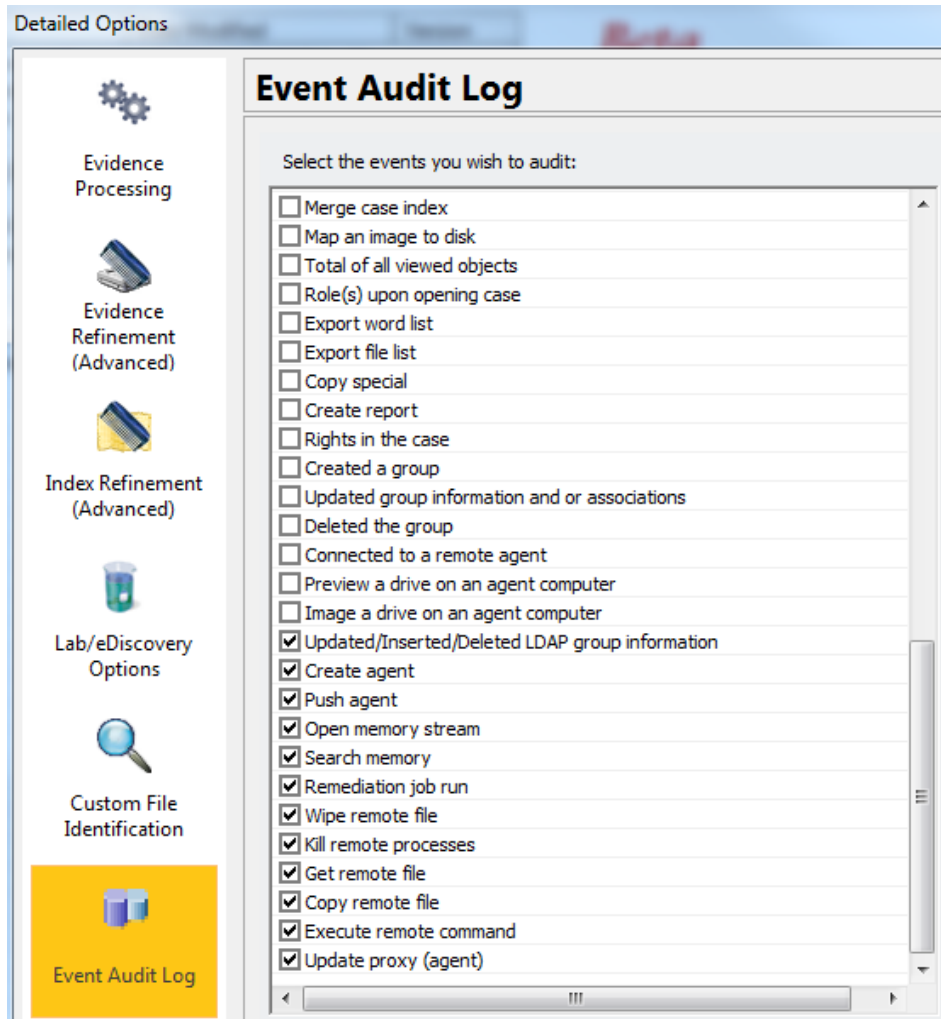 Detailed Options
Beta
Evidence
Processing
Evidence
Refinement
(Advanced)
Index Refinement
(Advanced)
Lab/eDiscovery
Options
Custom File
Identification
Event Audit Log
Event Audit Log
Select the events you wish to audit:
Merge case index
Map an image to disk
Total of all viewed objects
Role(s) upon opening case
Export word list
Export file list
Copy special
Create report
Rights in the case
Created a group
Updated group information and or associations
Deleted the group
Connected to a remote agent
Preview a drive on an agent computer
Image a drive on an agent computer
Updated/Inserted/Deleted LDAP group information
Create agent
Push agent
Open memory stream
Search memory
Remediation job run
Wipe remote file
Kill remote processes
Get remote file
Copy remote file
Execute remote command
Update proxy (agent)